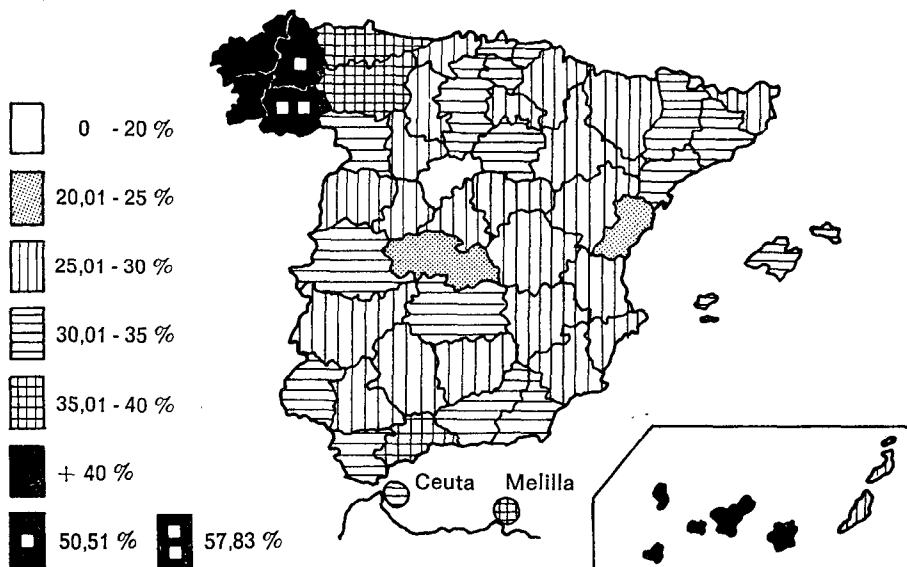 0 - 20 %
20,01 - 25 %
25,01 - 30 %
30,01 - 35 %
35,01 - 40 %
+ 40 %
50,51 % 57,83 %
Ceuta Melilla